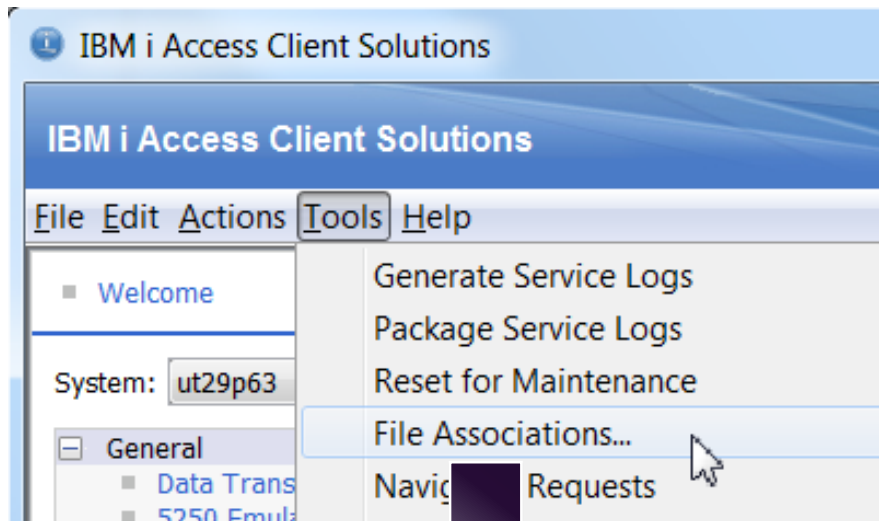 IBM i Access Client Solutions
IBM i Access Client Solutions
File Edit Actions Tools Help
Generate Service Logs
Welcome
Package Service Logs
System: ut29p63
Reset for Maintenance
File Associations...
General
Data
Requests
5250